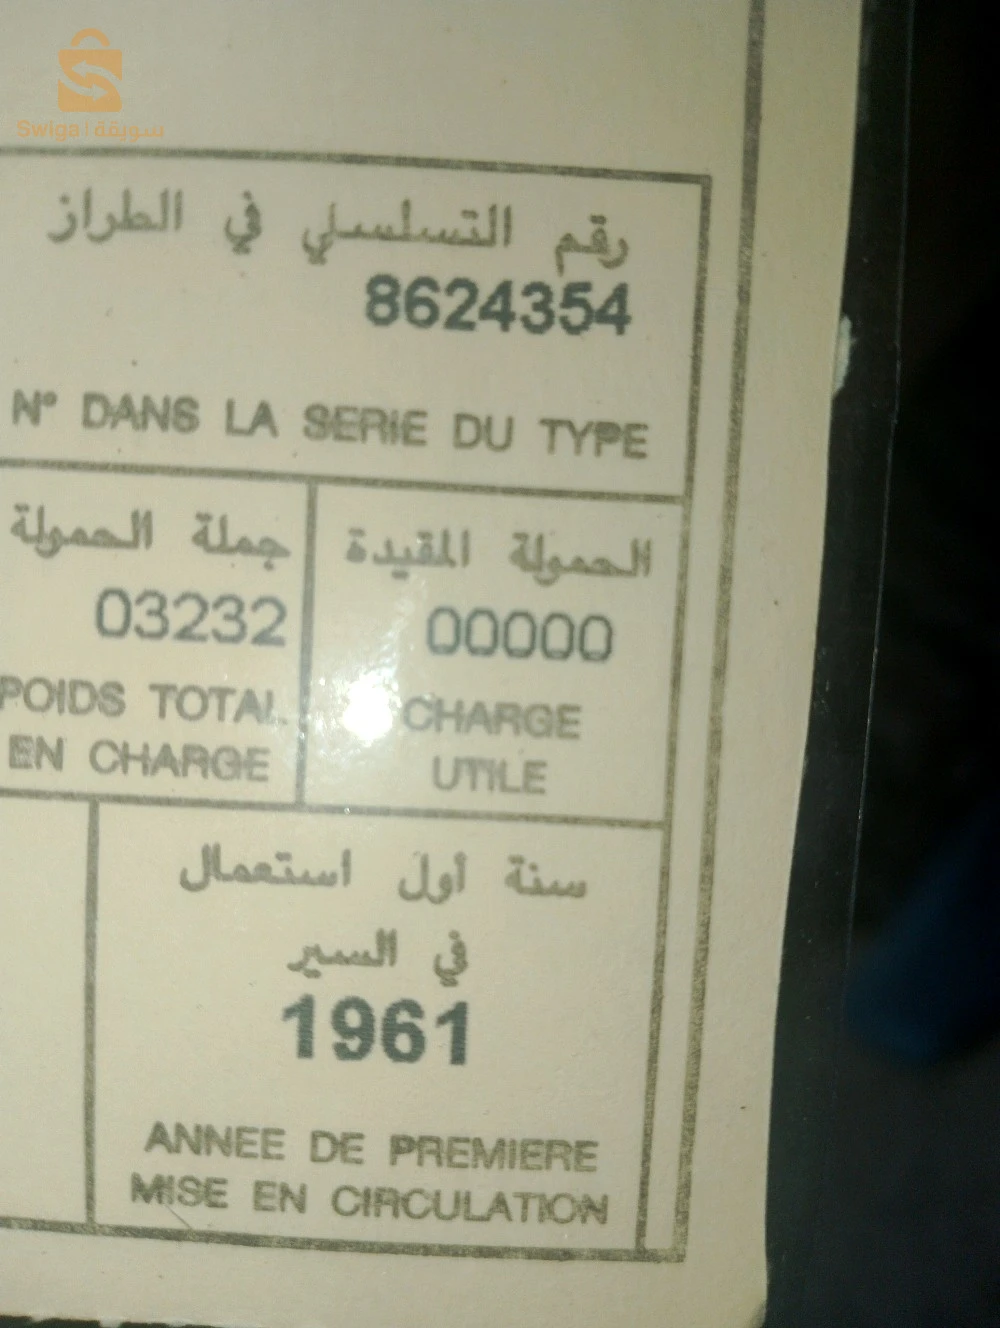 Swiga | سويقة
رقم التسلسلي في الطراز
8624354
N° DANS LA SERIE DU TYPE
جملة الحمولة
03232
POIDS TOTAL
EN CHARGE
الحمولة المقيدة
00000
CHARGE
UTILE
سنة أول استعمال
في السير
1961
ANNEE DE PREMIERE
MISE EN CIRCULATION